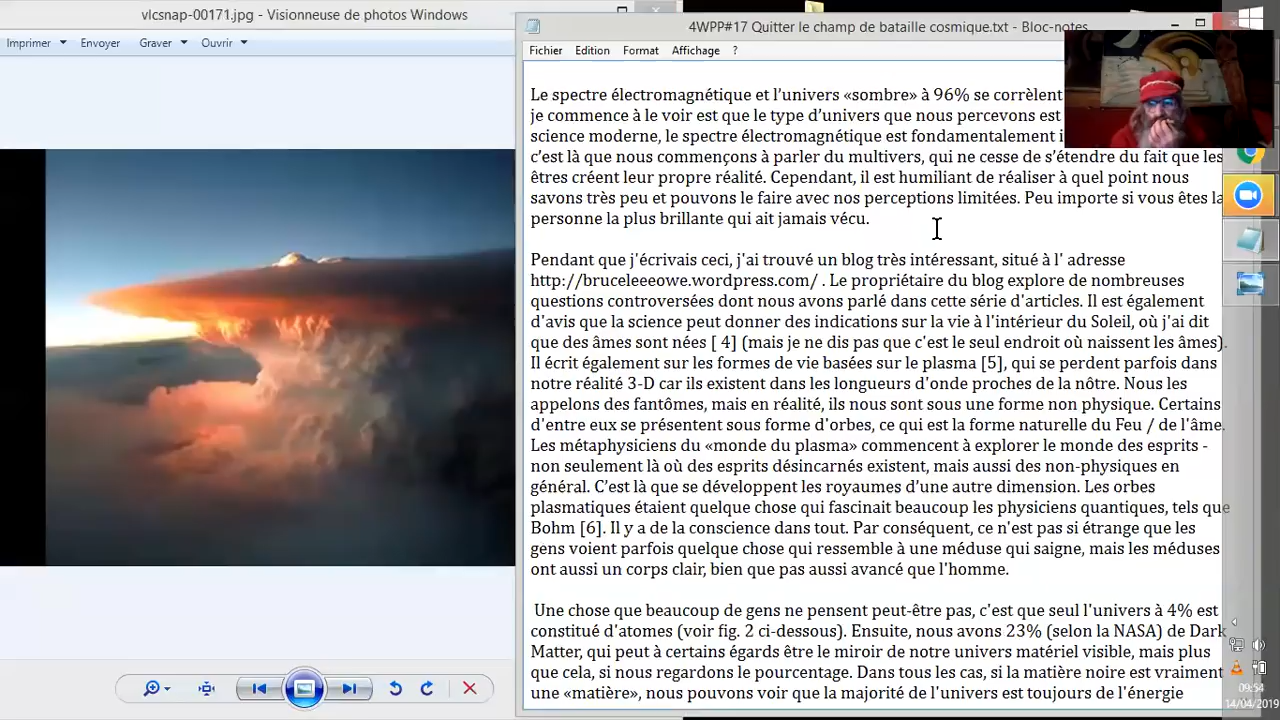 vlcsnap-00171.jpg - Visionneuse de photos Windows
Imprimer Envoyer Graver Ouvrir
4WPP#17 Quitter le champ de bataille cosmique.txt - Bloc-notes
Fichier Edition Format Affichage ?
Le spectre électromagnétique et l'univers «sombre» à 96% se corrèlent
je commence à le voir est que le type d'univers que nous percevons est
science moderne, le spectre électromagnétique est fondamentalement
c'est là que nous commençons à parler du multivers, qui ne cesse de s'étendre du fait que les
êtres créent leur propre réalité. Cependant, il est humiliant de réaliser à quel point nous
savons très peu et pouvons le faire avec nos perceptions limitées. Peu importe si vous êtes la
personne la plus brillante qui ait jamais vécu.
Pendant que j'écrivais ceci, j'ai trouvé un blog très intéressant, situé à l' adresse
http://bruceleeeowe.wordpress.com/ . Le propriétaire du blog explore de nombreuses
questions controversées dont nous avons parlé dans cette série d'articles. Il est également
d'avis que la science peut donner des indications sur la vie à l'intérieur du Soleil, où j'ai dit
que des âmes sont nées [ 4] (mais je ne dis pas que c'est le seul endroit où naissent les âmes).
Il écrit également sur les formes de vie basées sur le plasma [5], qui se perdent parfois dans
notre réalité 3-D car ils existent dans les longueurs d'onde proches de la nôtre. Nous les
appelons des fantômes, mais en réalité, ils nous sont sous une forme non physique. Certains
d'entre eux se présentent sous forme d'orbes, ce qui est la forme naturelle du Feu / de l'âme.
Les métaphysiciens du «monde du plasma» commencent à explorer le monde des esprits -
non seulement là où des esprits désincarnés existent, mais aussi des non-physiques en
général. C'est là que se développent les royaumes d'une autre dimension. Les orbes
plasmatiques étaient quelque chose qui fascinait beaucoup les physiciens quantiques, tels que
Bohm [6]. Il y a de la conscience dans tout. Par conséquent, ce n'est pas si étrange que les
gens voient parfois quelque chose qui ressemble à une méduse qui saigne, mais les méduses
ont aussi un corps clair, bien que pas aussi avancé que l'homme.
Une chose que beaucoup de gens ne pensent peut-être pas, c'est que seul l'univers à 4% est
constitué d'atomes (voir fig. 2 ci-dessous). Ensuite, nous avons 23% (selon la NASA) de Dark
Matter, qui peut à certains égards être le miroir de notre univers matériel visible, mais plus
que cela, si nous regardons le pourcentage. Dans tous les cas, si la matière noire est vraiment
une «matière», nous pouvons voir que la majorité de l'univers est toujours de l'énergie
09:54
14/04/2019